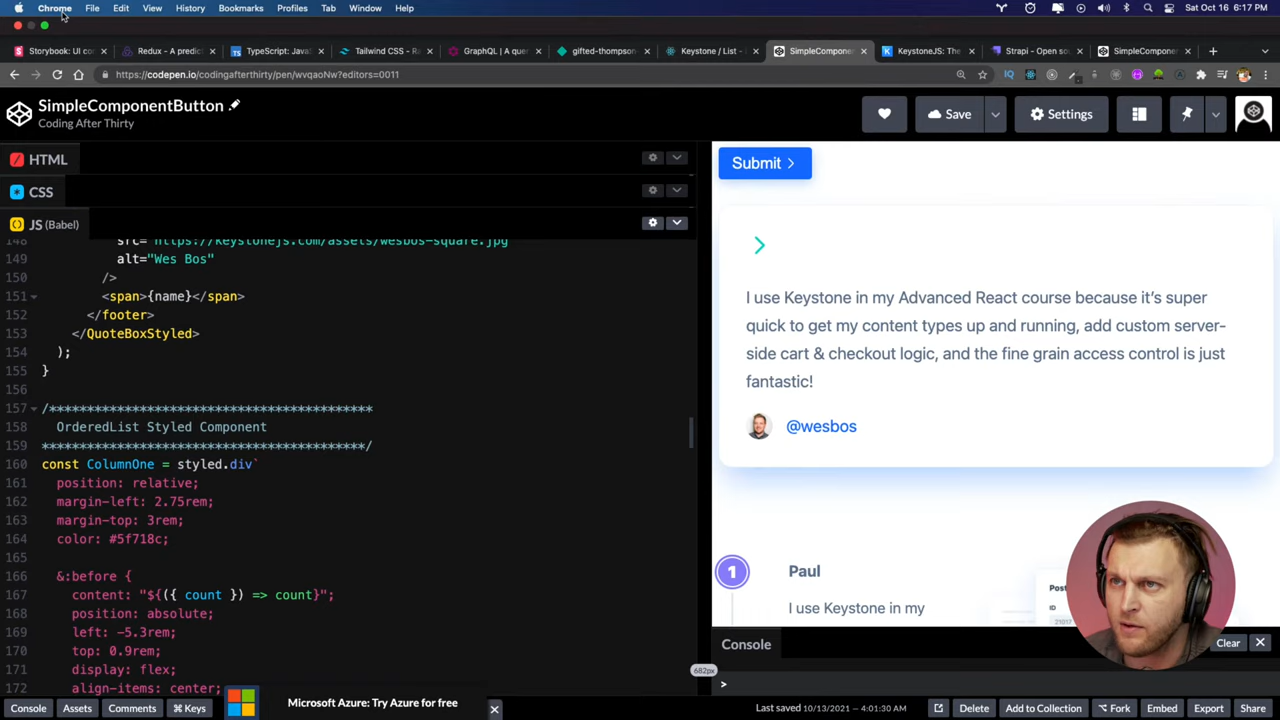 Chrome File Edit View History Bookmarks Profiles Tab Window Help Sat Oct 16 6:17 PM
Storybook: UI co Redux - A predic TypeScript: JavaS Tailwind CSS - Ra GraphQL | A que gifted-thompson Keystone / List - SimpleComponen KeystoneJS: The Strapi - Open sou SimpleComponen
https://codepen.io/codingafterthirty/pen/wvqaoNw?editors=0011
SimpleComponentButton
Coding After Thirty
Save
Settings
HTML
CSS
JS (Babel)
148 src="https://keystonejs.com/assets/wesbos-square.jpg
149 alt="Wes Bos"
150 />
151 <span>{name}</span>
152 </footer>
153 </QuoteBoxStyled>
154 );
155 }
156
157 /*******************************************
158 OrderedList Styled Component
159 *******************************************/
160 const ColumnOne = styled.div`
161 position: relative;
162 margin-left: 2.75rem;
163 margin-top: 3rem;
164 color: #5f718c;
165
166 &:before {
167 content: "${({ count }) => count}";
168 position: absolute;
169 left: -5.3rem;
170 top: 0.9rem;
171 display: flex;
172 align-items: center;
Submit
I use Keystone in my Advanced React course because it's super
quick to get my content types up and running, add custom server-
side cart & checkout logic, and the fine grain access control is just
fantastic!
@wesbos
1
Paul
I use Keystone in my
Post
ID
21017
682px
Console
Clear
>
Console Assets Comments ⌘ Keys
Microsoft Azure: Try Azure for free
Last saved 10/13/2021 — 4:01:30 AM
Delete Add to Collection Fork Embed Export Share